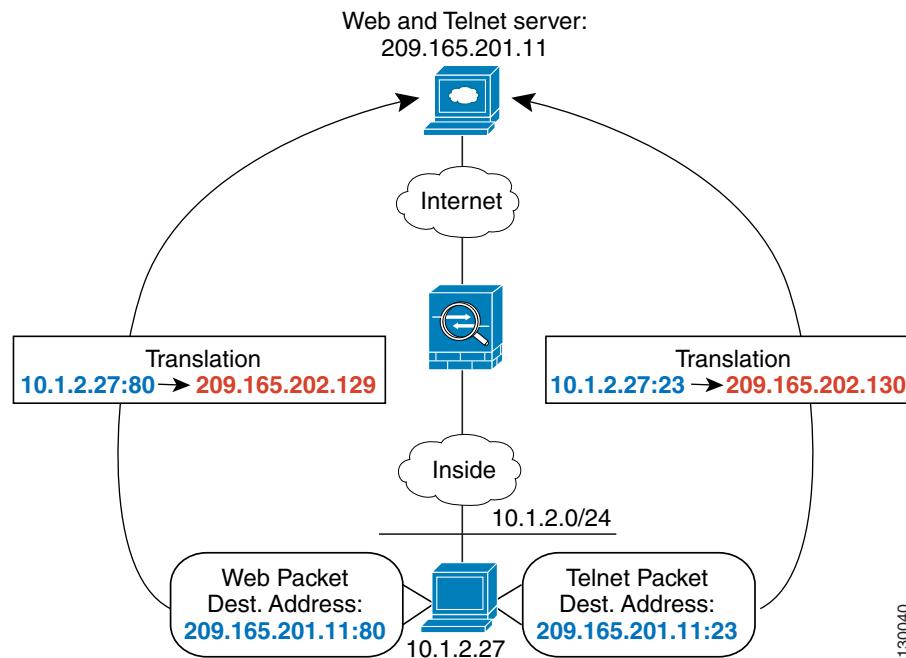 Web and Telnet server:
209.165.201.11
Internet
Translation
10.1.2.27:80 → 209.165.202.129
Translation
10.1.2.27:23 → 209.165.202.130
Inside
10.1.2.0/24
Web Packet
Dest. Address:
209.165.201.11:80
Telnet Packet
Dest. Address:
209.165.201.11:23
10.1.2.27
130040